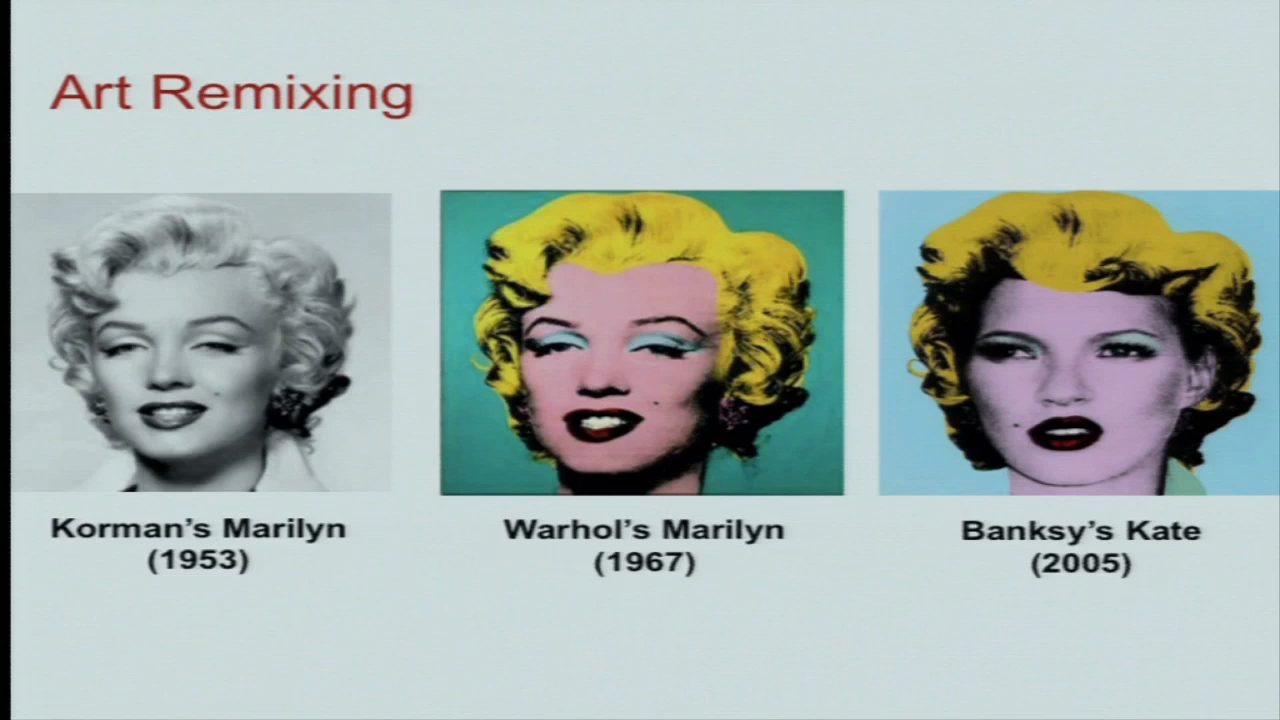 Art Remixing
Korman's Marilyn
(1953)
Warhol's Marilyn
(1967)
Banksy's Kate
(2005)